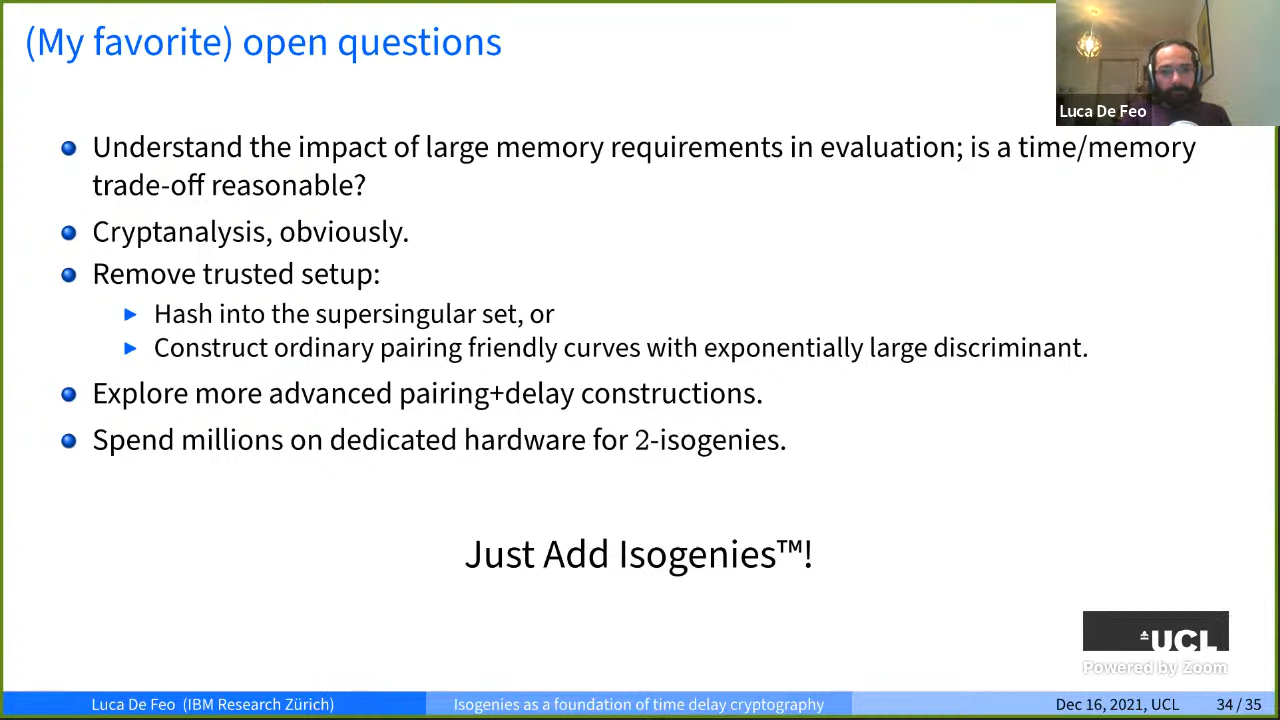 (My favorite) open questions
Luca De Feo
Understand the impact of large memory requirements in evaluation; is a time/memory
trade-off reasonable?
Cryptanalysis, obviously.
Remove trusted setup:
Hash into the supersingular set, or
Construct ordinary pairing friendly curves with exponentially large discriminant.
Explore more advanced pairing+delay constructions.
Spend millions on dedicated hardware for 2-isogenies.
Just Add Isogenies™!
UCL
Powered by Zoom
Luca De Feo (IBM Research Zürich)
Isogenies as a foundation of time delay cryptography
Dec 16, 2021, UCL
34 / 35